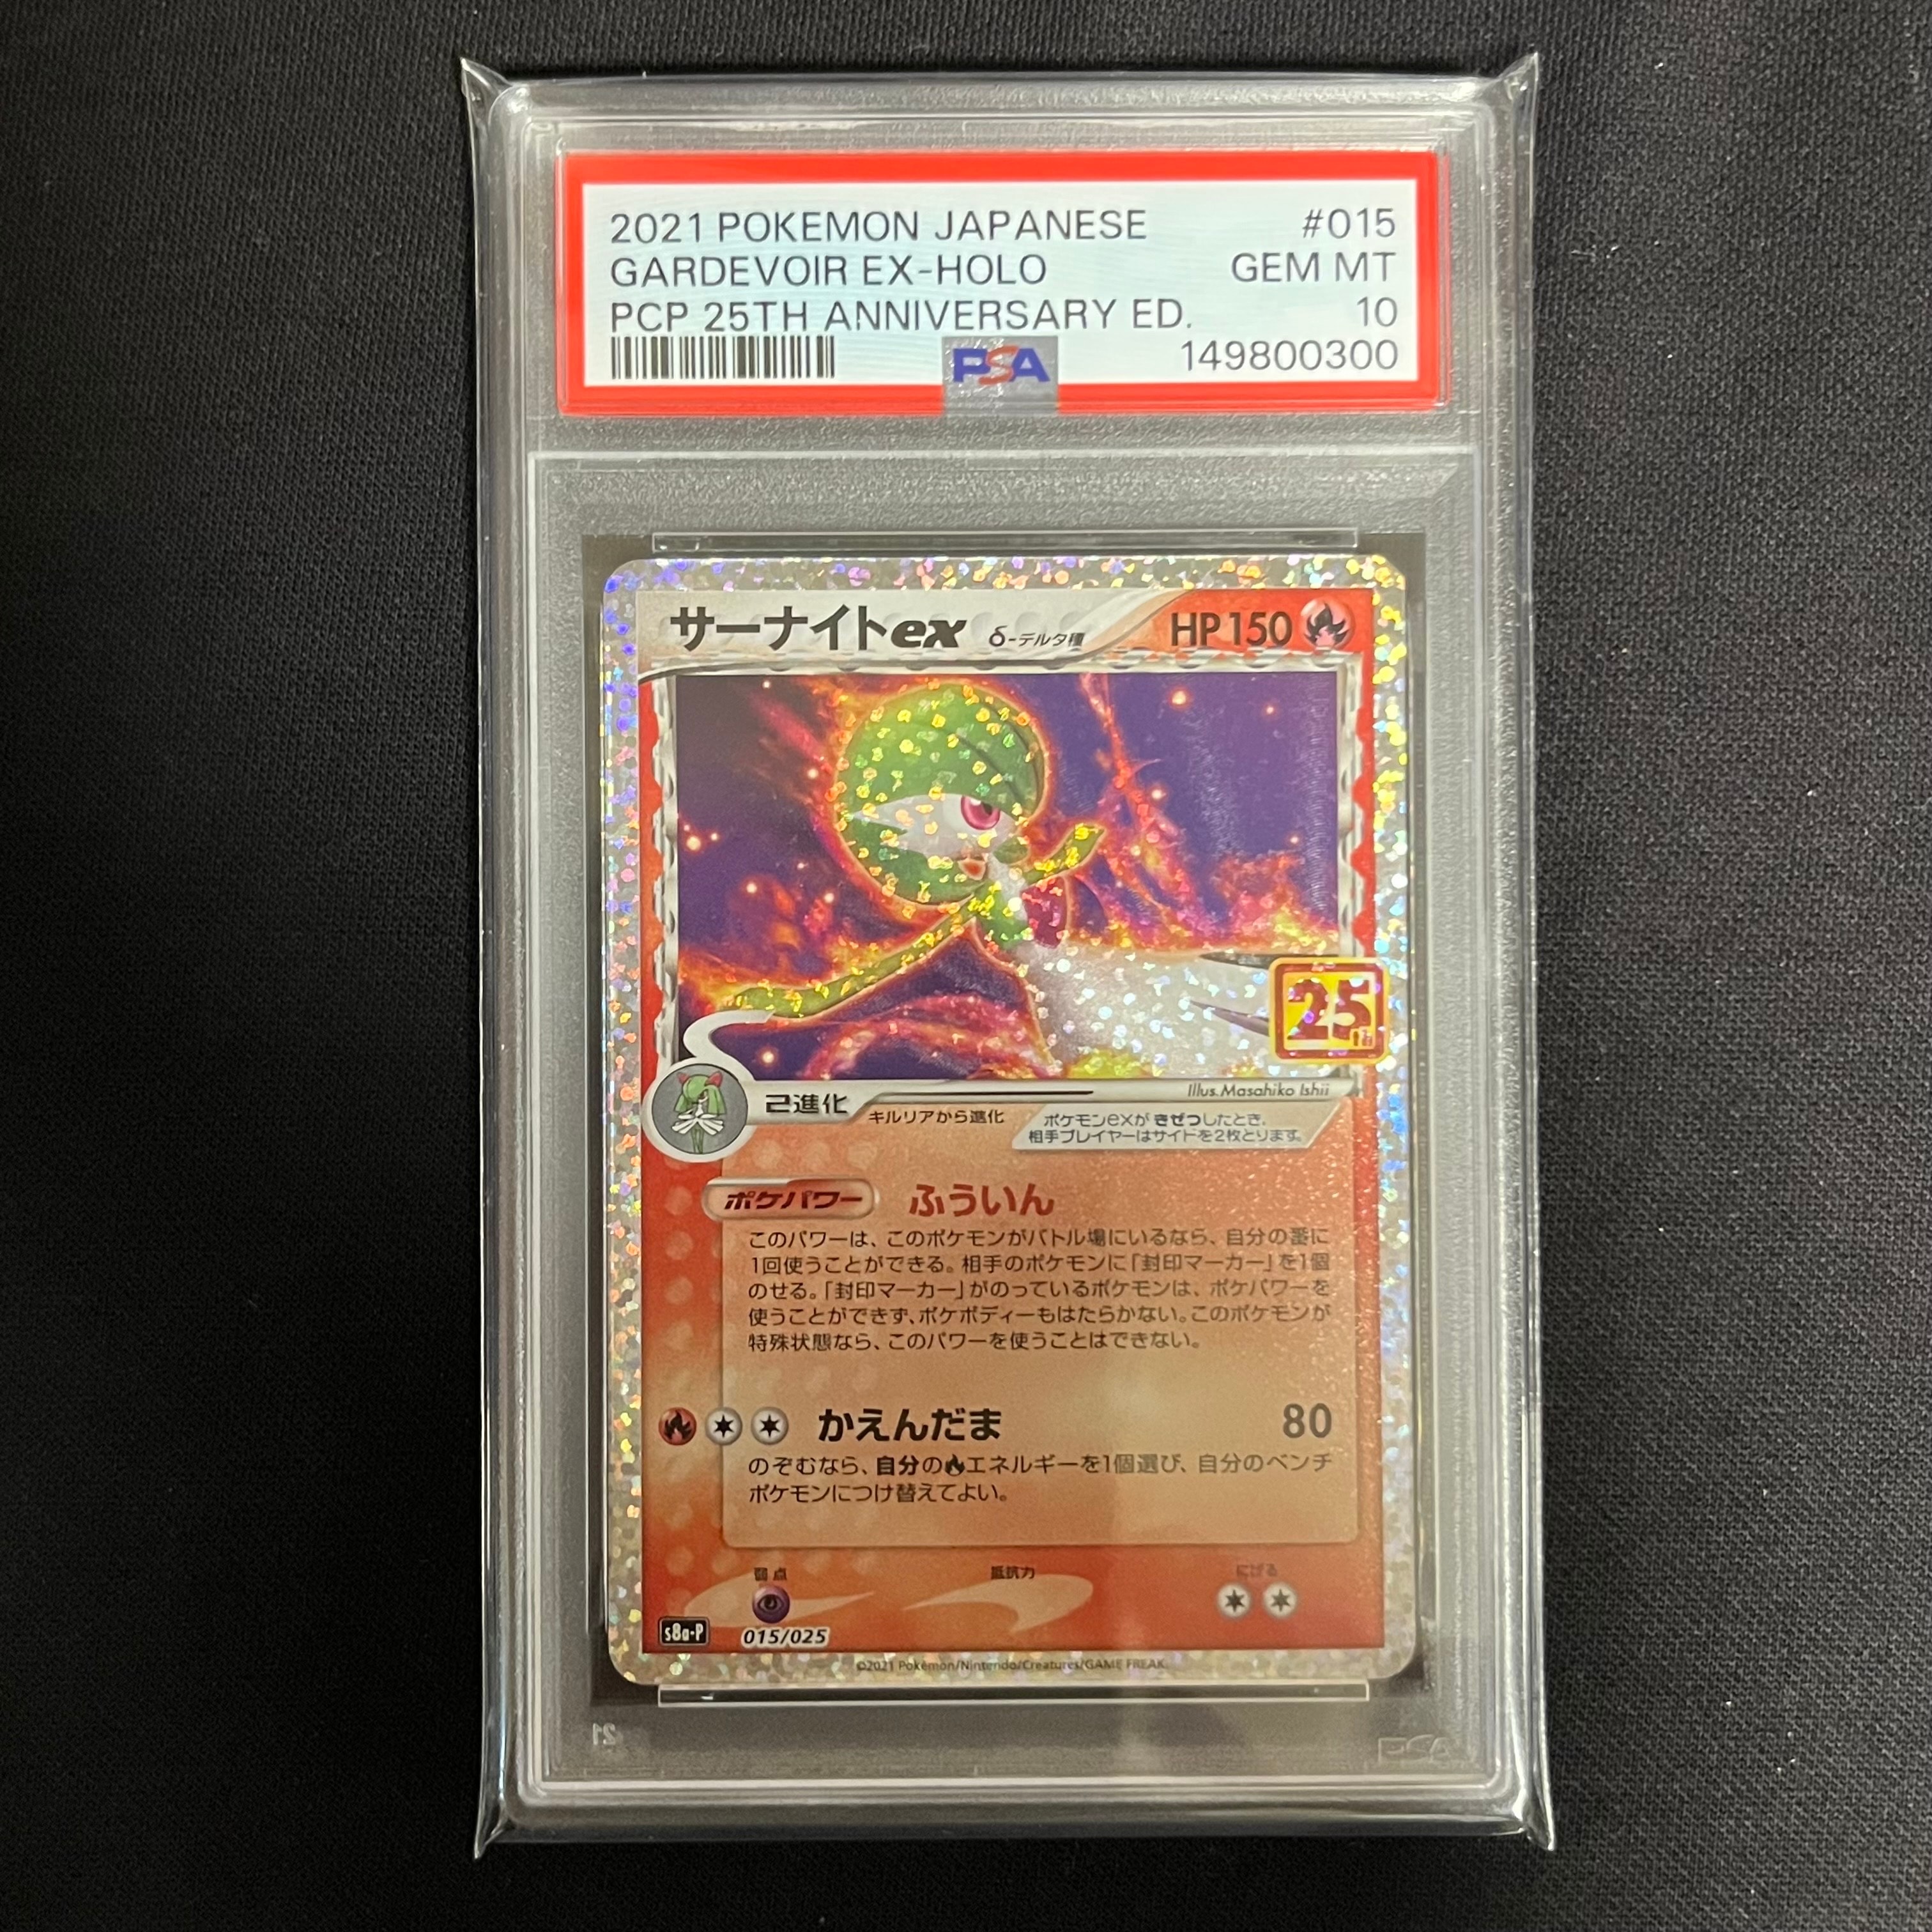 2021 POKEMON JAPANESE #015
GARDEVOIR EX-HOLO GEM MT
PCP 25TH ANNIVERSARY ED. 10
PSA 149800300
サーナイトex δ-デルタ種 HP150
25th
Illus.Masahiko Ishii
2進化 キルリアから進化
ポケモンexが きぜつしたとき、
相手プレイヤーはサイドを2枚とります。
ポケパワー ふういん
このパワーは、このポケモンがバトル場にいるなら、自分の番に
1回使うことができる。相手のポケモンに「封印マーカー」を1個
のせる。「封印マーカー」がのっているポケモンは、ポケパワーを
使うことができず、ポケボディーもはたらかない。このポケモンが
特殊状態なら、このパワーを使うことはできない。
かえんだま 80
のぞむなら、自分のエネルギーを1個選び、自分のベンチ
ポケモンにつけ替えてよい。
弱点 抵抗力 にげる
s8a-P 015/025
©2021 Pokémon/Nintendo/Creatures/GAME FREAK.
21 PSA